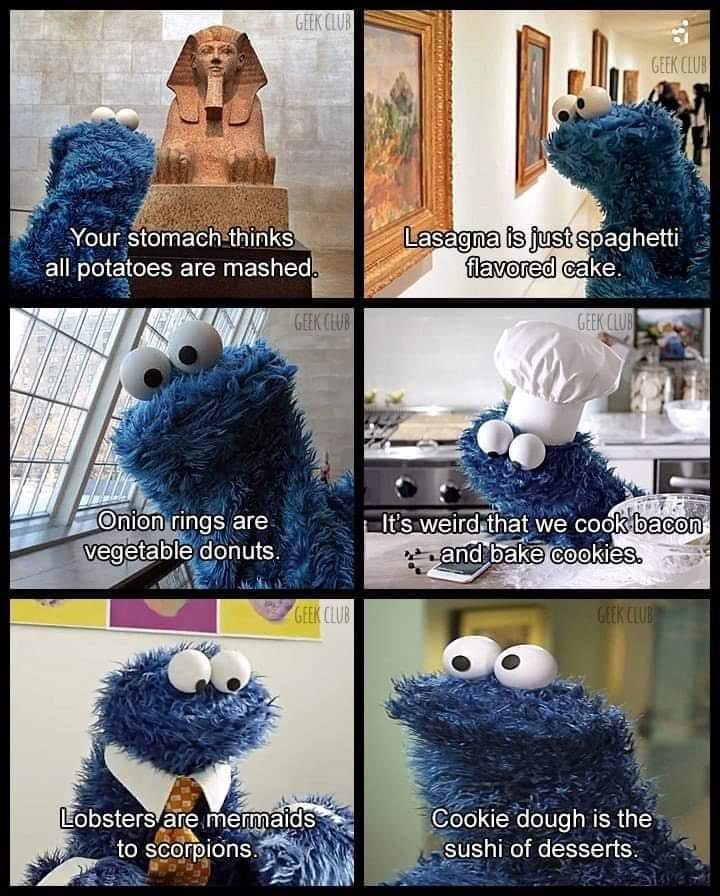 GEEK CLUB
Your stomach thinks
all potatoes are mashed.
GEEK CLUB
Lasagna is just spaghetti
flavored cake.
GEEK CLUB
Onion rings are
vegetable donuts.
GEEK CLUB
It's weird that we cook bacon
and bake cookies.
GEEK CLUB
Lobsters are mermaids
to scorpions.
GEEK CLUB
Cookie dough is the
sushi of desserts.